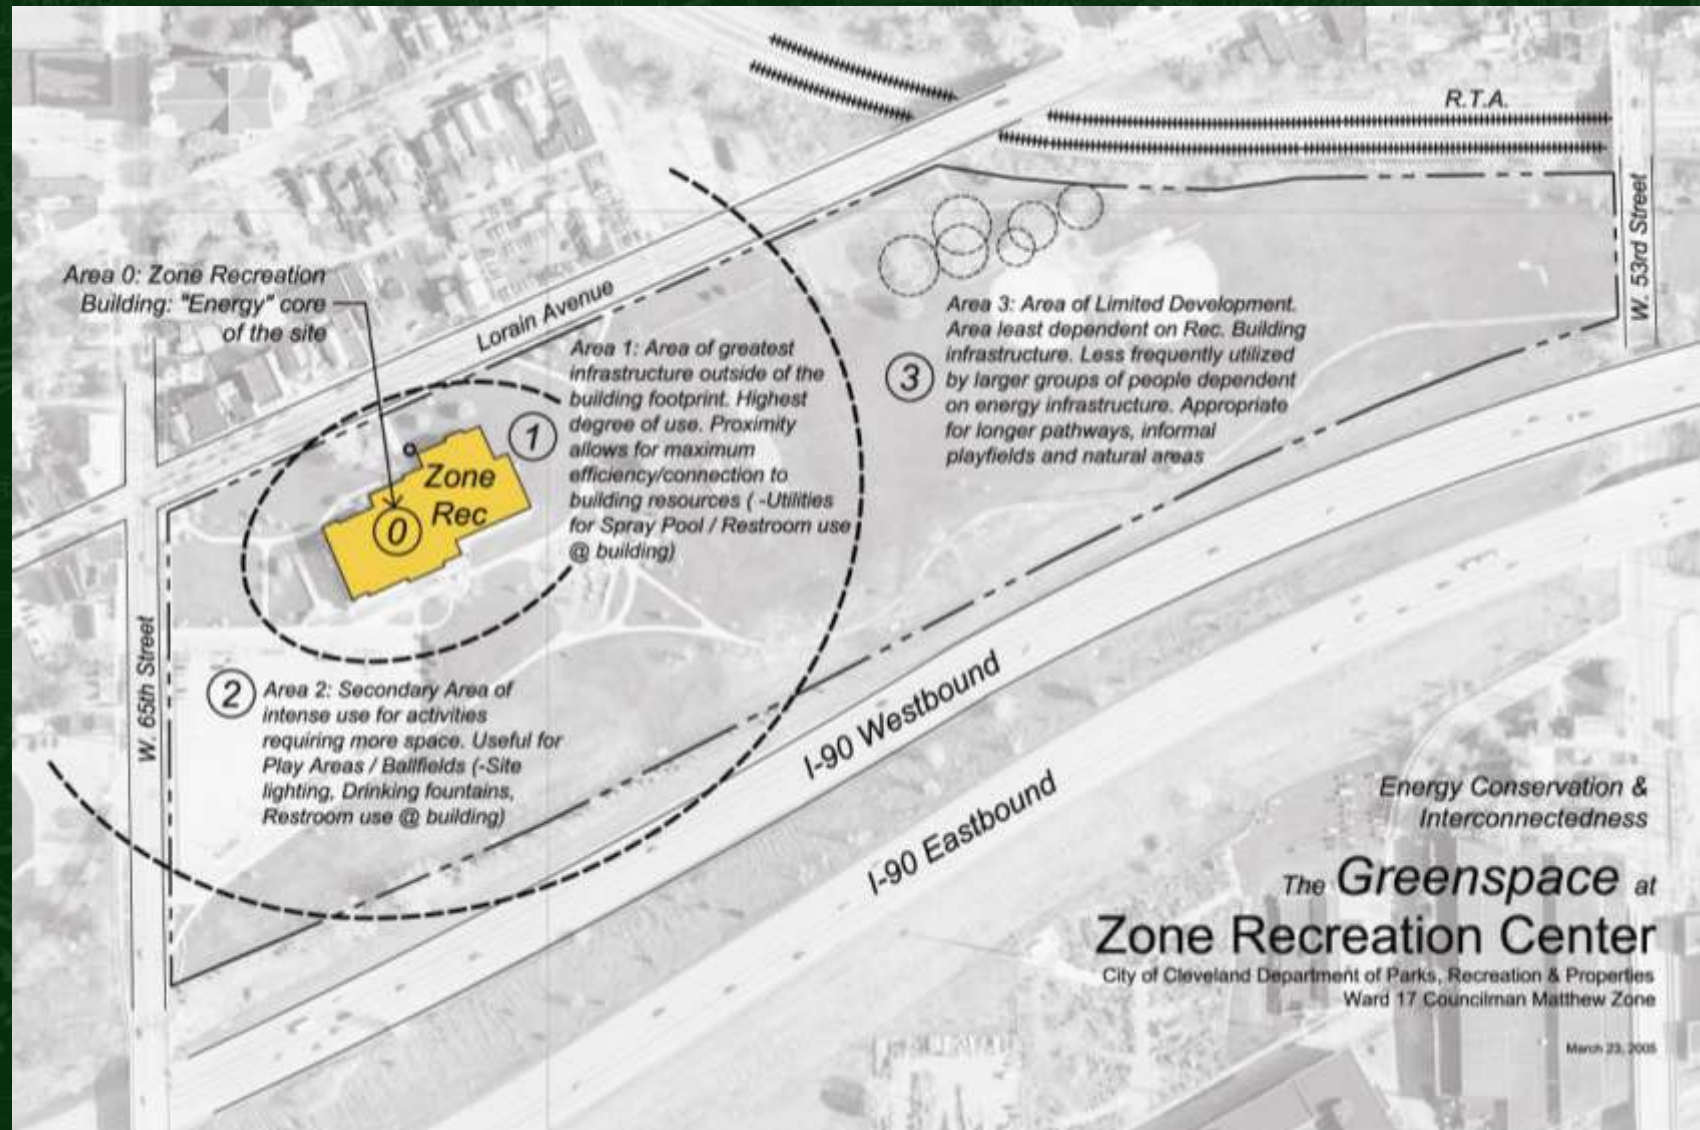 R.T.A.
W. 53rd Street
Area 0: Zone Recreation
Building: "Energy" core
of the site
Lorain Avenue
Zone
Rec
0
1
Area 1: Area of greatest
infrastructure outside of the
building footprint. Highest
degree of use. Proximity
allows for maximum
efficiency/connection to
building resources ( -Utilities
for Spray Pool / Restroom use
@ building)
3
Area 3: Area of Limited Development.
Area least dependent on Rec. Building
infrastructure. Less frequently utilized
by larger groups of people dependent
on energy infrastructure. Appropriate
for longer pathways, informal
playfields and natural areas
W. 65th Street
2
Area 2: Secondary Area of
intense use for activities
requiring more space. Useful for
Play Areas / Ballfields (-Site
lighting, Drinking fountains,
Restroom use @ building)
I-90 Westbound
I-90 Eastbound
Energy Conservation &
Interconnectedness
The Greenspace at
Zone Recreation Center
City of Cleveland Department of Parks, Recreation & Properties
Ward 17 Councilman Matthew Zone
March 23, 2005